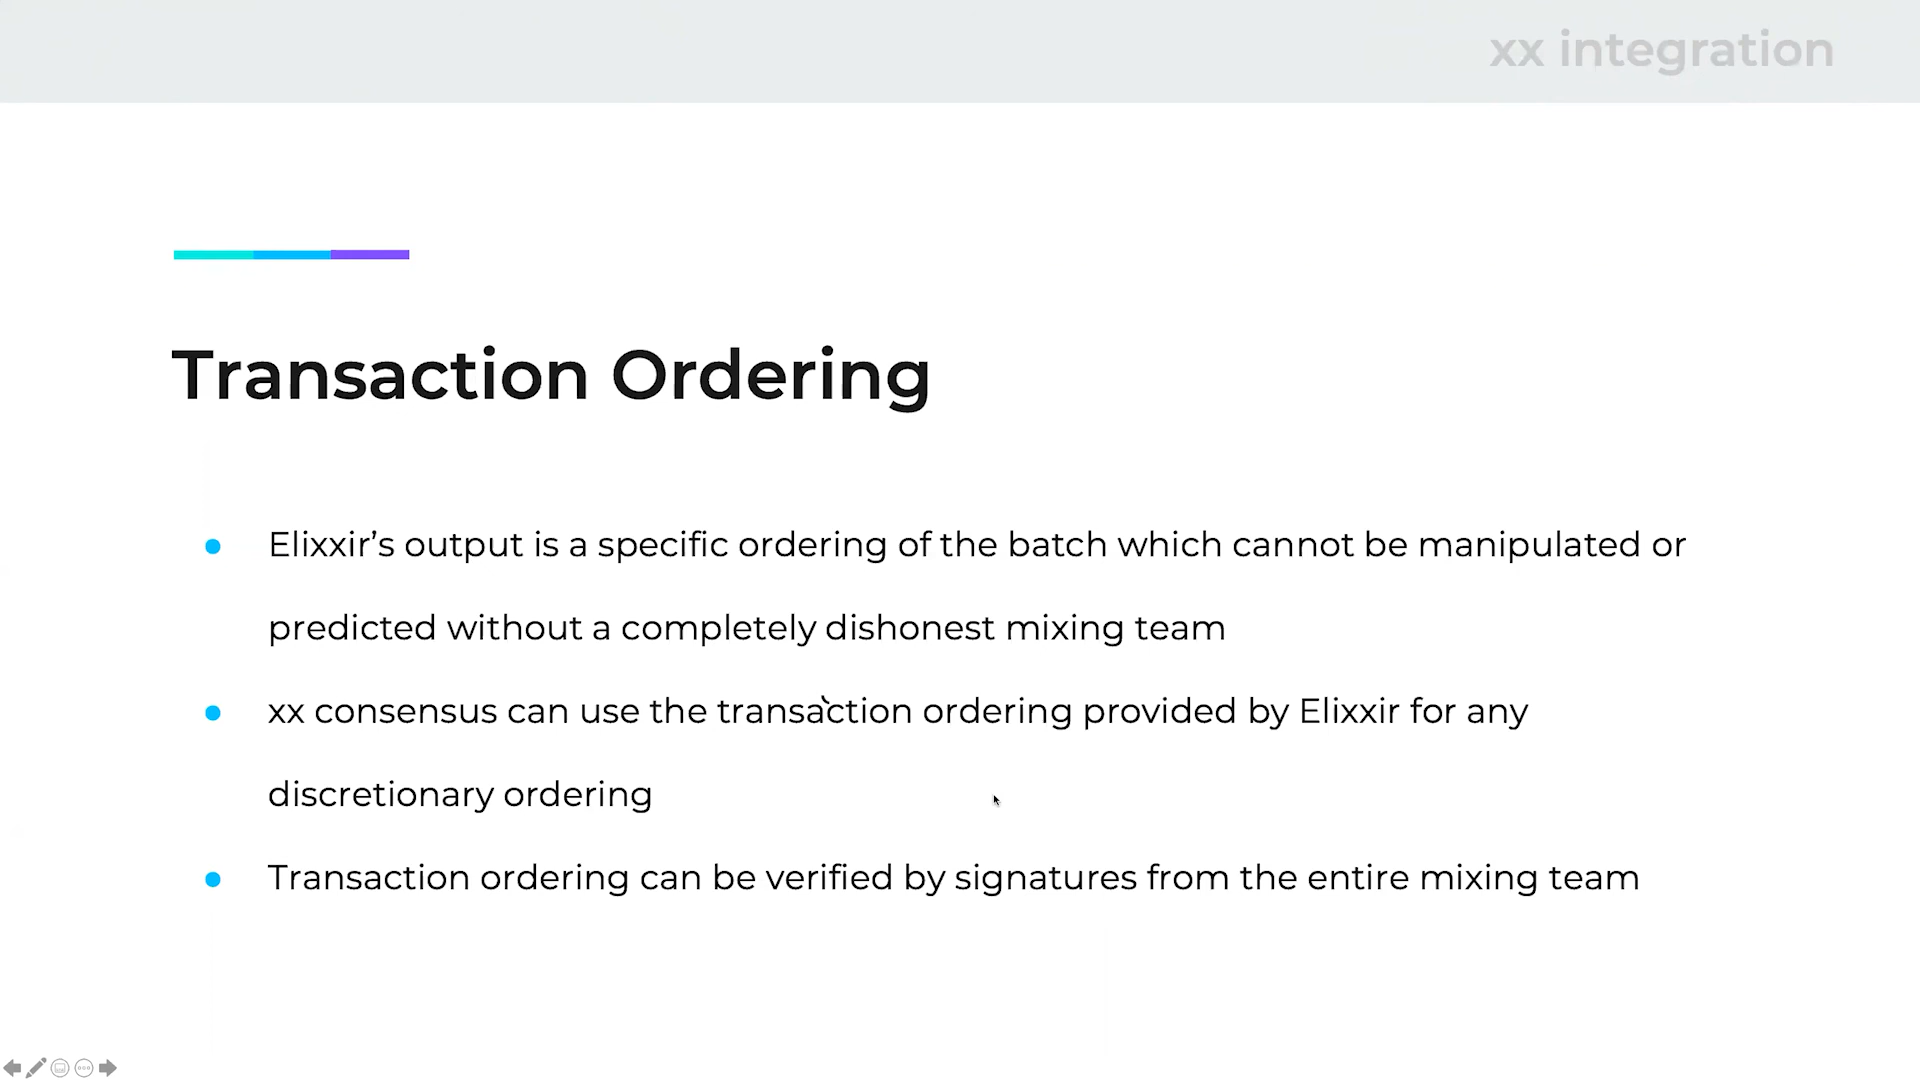 xx integration
Transaction Ordering
Elixxir’s output is a specific ordering of the batch which cannot be manipulated or
predicted without a completely dishonest mixing team
xx consensus can use the transaction ordering provided by Elixxir for any
discretionary ordering
Transaction ordering can be verified by signatures from the entire mixing team